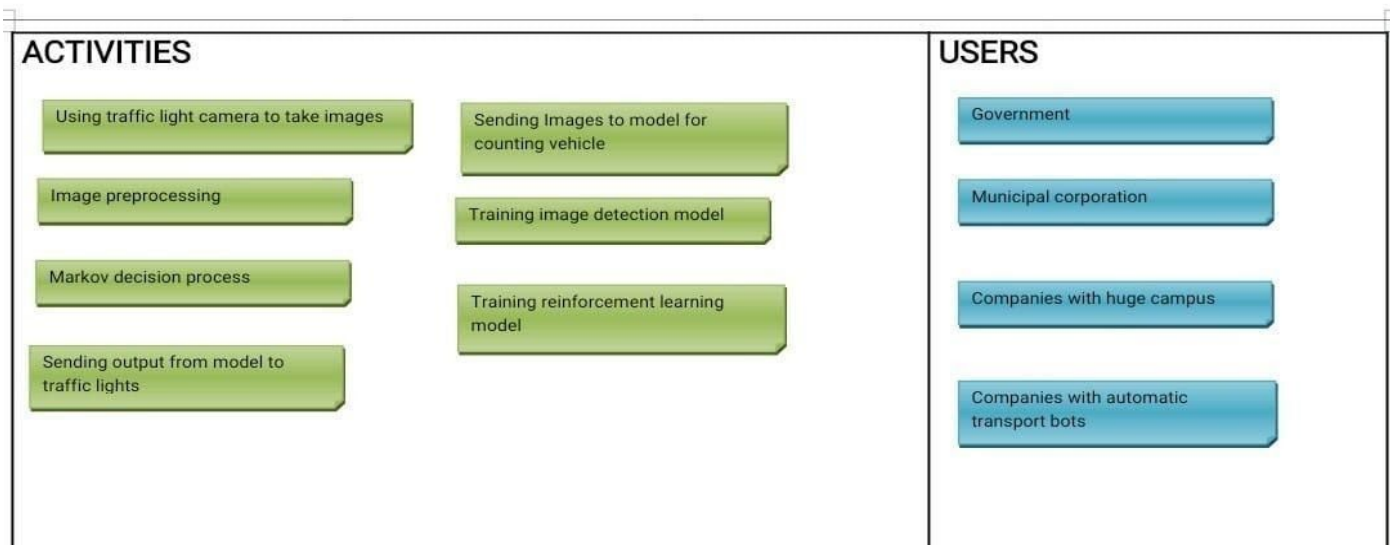 ACTIVITIES
Using traffic light camera to take images
Image preprocessing
Markov decision process
Sending output from model to
traffic lights
Sending Images to model for
counting vehicle
Training image detection model
Training reinforcement learning
model
USERS
Government
Municipal corporation
Companies with huge campus
Companies with automatic
transport bots